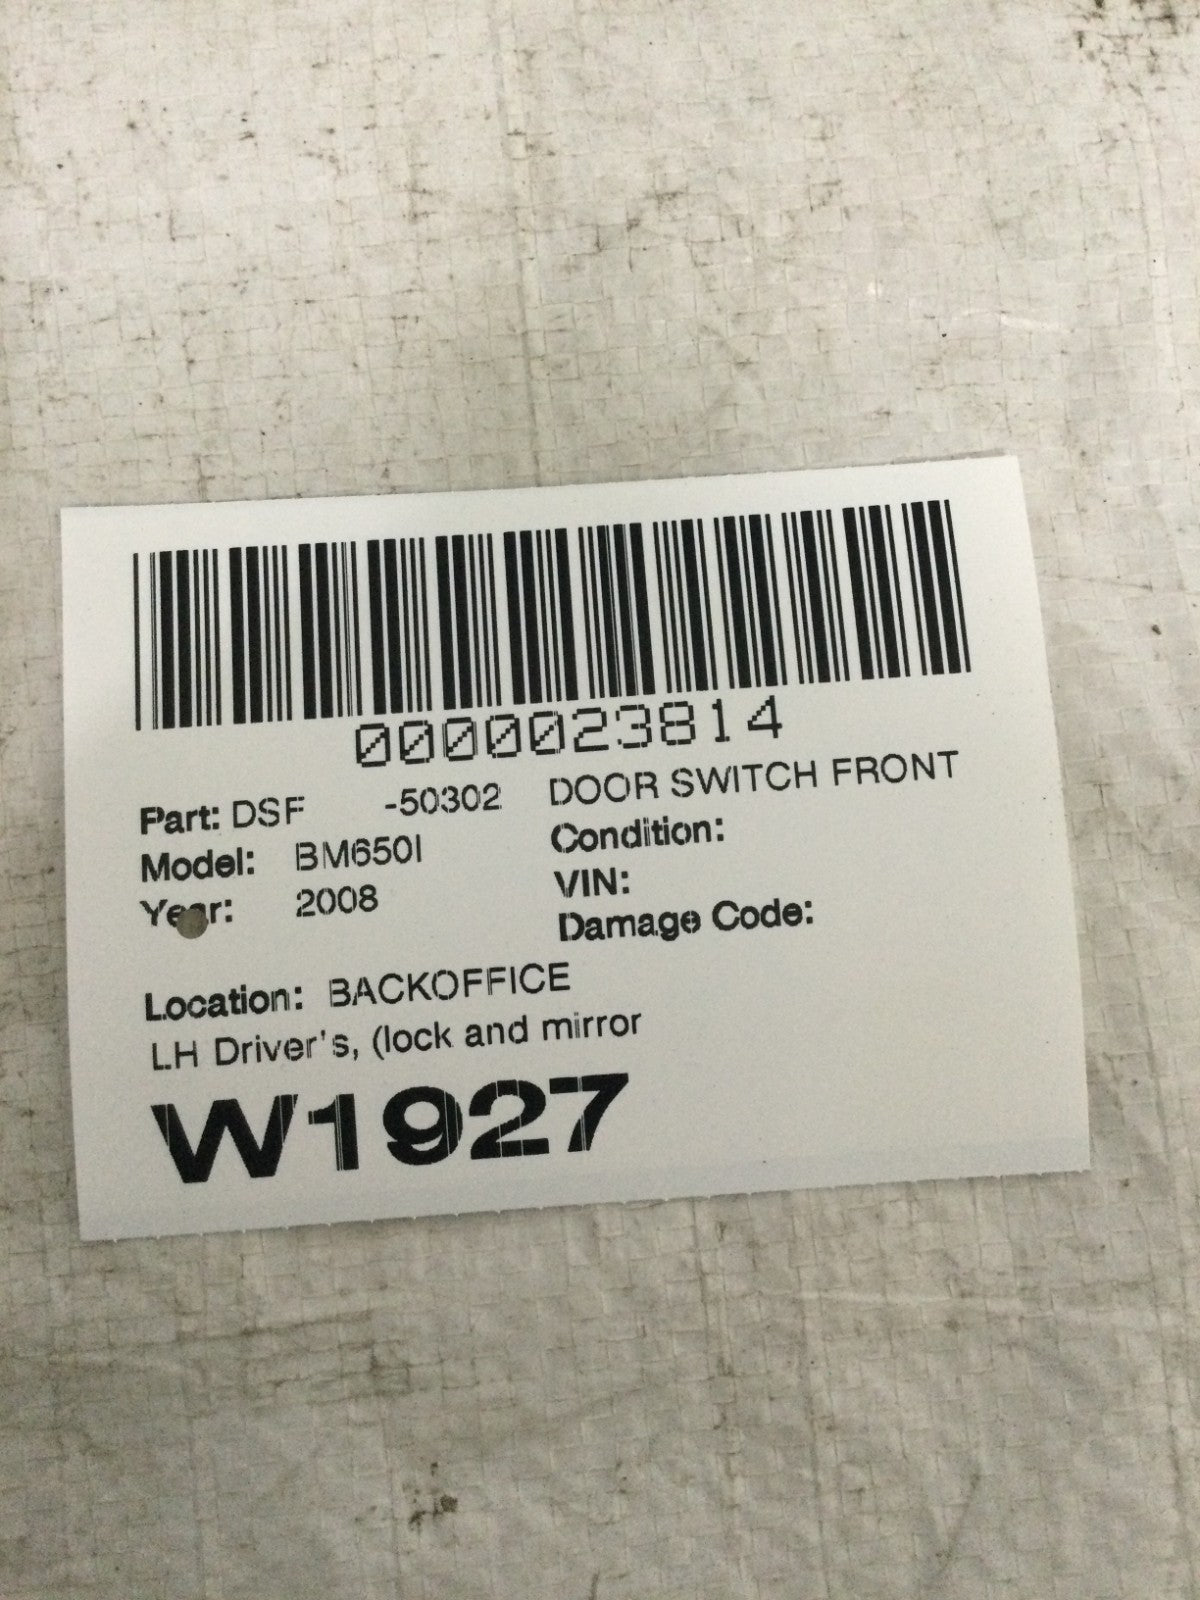 0000023814
Part: DSF -50302 DOOR SWITCH FRONT
Model: BM650I Condition:
Year: 2008 VIN:
Damage Code:
Location: BACKOFFICE
LH Driver's, (lock and mirror
W1927